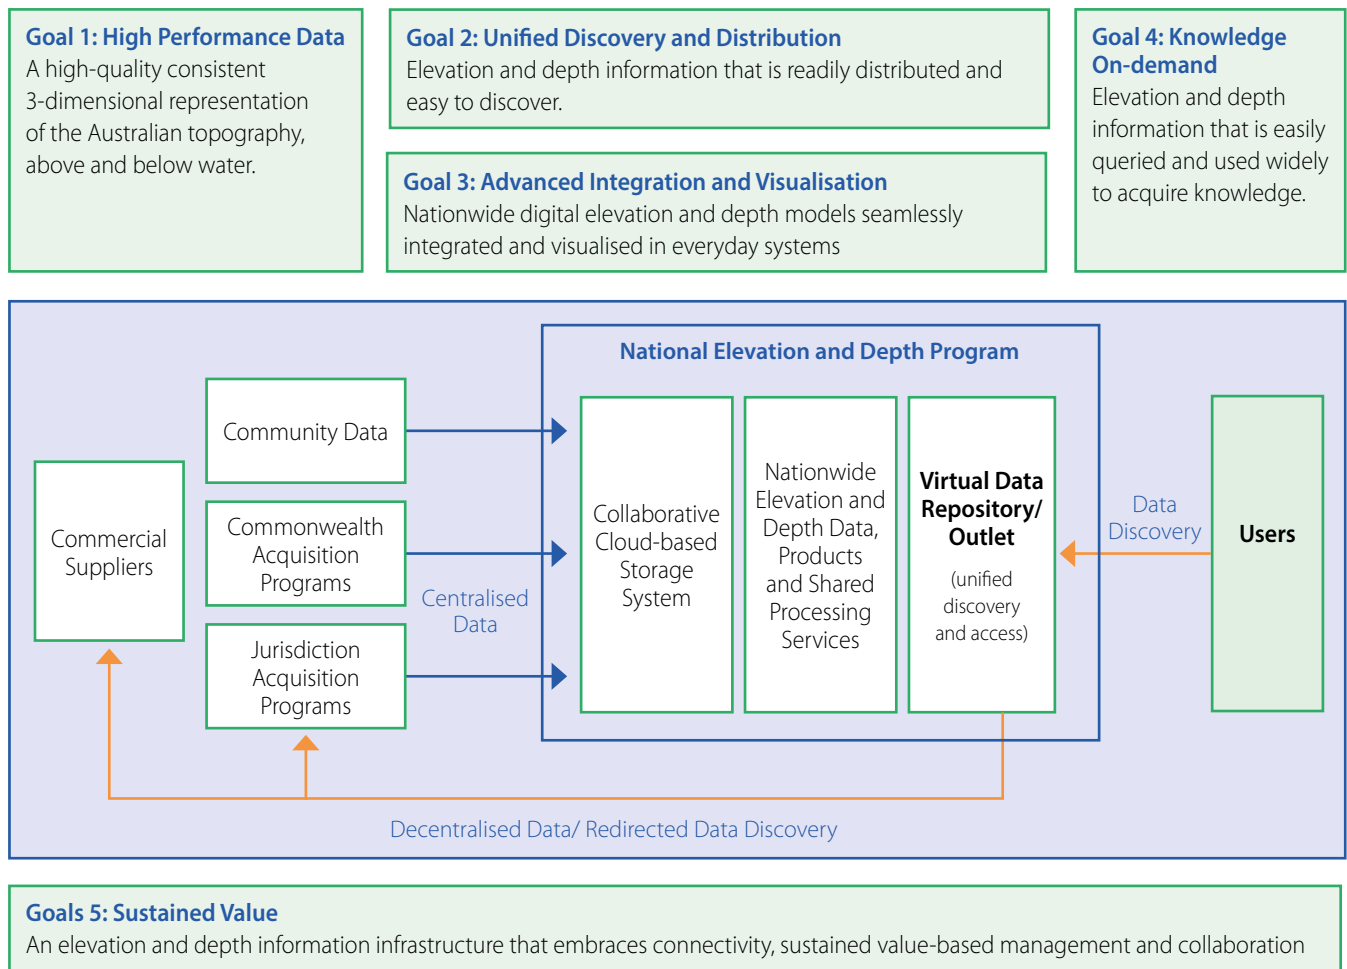 Goal 1: High Performance Data
A high-quality consistent
3-dimensional representation
of the Australian topography,
above and below water.
Goal 2: Unified Discovery and Distribution
Elevation and depth information that is readily distributed and
easy to discover.
Goal 3: Advanced Integration and Visualisation
Nationwide digital elevation and depth models seamlessly
integrated and visualised in everyday systems
Goal 4: Knowledge
On-demand
Elevation and depth
information that is easily
queried and used widely
to acquire knowledge.
National Elevation and Depth Program
Commercial
Suppliers
Community Data
Commonwealth
Acquisition
Programs
Jurisdiction
Acquisition
Programs
Centralised
Data
Collaborative
Cloud-based
Storage
System
Nationwide
Elevation and
Depth Data,
Products
and Shared
Processing
Services
Virtual Data
Repository/
Outlet
(unified
discovery
and access)
Data
Discovery
Users
Decentralised Data/ Redirected Data Discovery
Goals 5: Sustained Value
An elevation and depth information infrastructure that embraces connectivity, sustained value-based management and collaboration